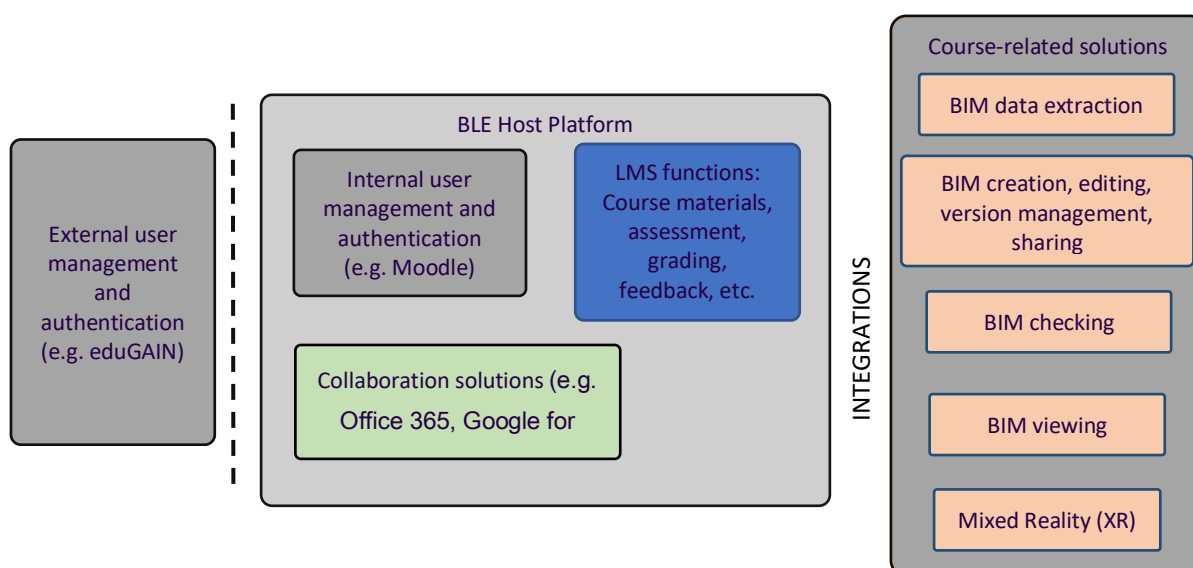 External user
management
and
authentication
(e.g. eduGAIN)
BLE Host Platform
Internal user
management and
authentication
(e.g. Moodle)
LMS functions:
Course materials,
assessment,
grading,
feedback, etc.
Collaboration solutions (e.g.
Office 365, Google for
INTEGRATIONS
Course-related solutions
BIM data extraction
BIM creation, editing,
version management,
sharing
BIM checking
BIM viewing
Mixed Reality (XR)